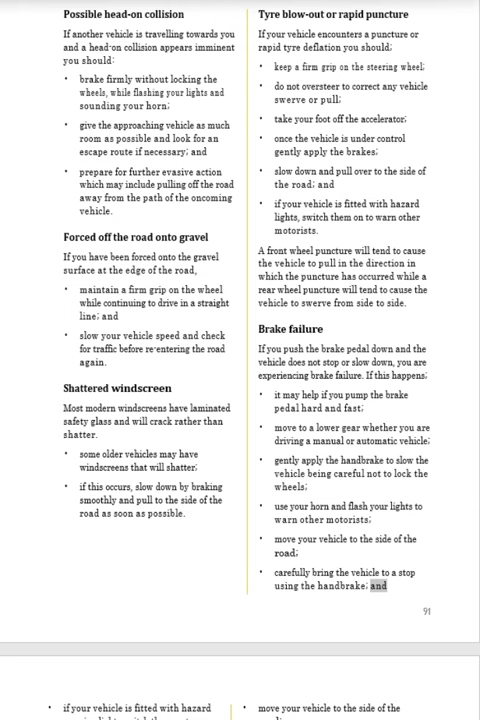 Possible head-on collision
If another vehicle is travelling towards you
and a head-on collision appears imminent
you should:
• brake firmly without locking the
wheels, while flashing your lights and
sounding your horn;
• give the approaching vehicle as much
room as possible and look for an
escape route if necessary; and
• prepare for further evasive action
which may include pulling off the road
away from the path of the oncoming
vehicle.
Forced off the road onto gravel
If you have been forced onto the gravel
surface at the edge of the road,
• maintain a firm grip on the wheel
while continuing to drive in a straight
line; and
• slow your vehicle speed and check
for traffic before re-entering the road
again.
Shattered windscreen
Most modern windscreens have laminated
safety glass and will crack rather than
shatter.
• some older vehicles may have
windscreens that will shatter;
• if this occurs, slow down by braking
smoothly and pull to the side of the
road as soon as possible.
Tyre blow-out or rapid puncture
If your vehicle encounters a puncture or
rapid tyre deflation you should;
• keep a firm grip on the steering wheel;
• do not oversteer to correct any vehicle
swerve or pull;
• take your foot off the accelerator;
• once the vehicle is under control
gently apply the brakes;
• slow down and pull over to the side of
the road; and
• if your vehicle is fitted with hazard
lights, switch them on to warn other
motorists.
A front wheel puncture will tend to cause
the vehicle to pull in the direction in
which the puncture has occurred while a
rear wheel puncture will tend to cause the
vehicle to swerve from side to side.
Brake failure
If you push the brake pedal down and the
vehicle does not stop or slow down, you are
experiencing brake failure. If this happens;
• it may help if you pump the brake
pedal hard and fast;
• move to a lower gear whether you are
driving a manual or automatic vehicle;
• gently apply the handbrake to slow the
vehicle being careful not to lock the
wheels;
• use your horn and flash your lights to
warn other motorists;
• move your vehicle to the side of the
road;
• carefully bring the vehicle to a stop
using the handbrake; and
91
• if your vehicle is fitted with hazard
• move your vehicle to the side of the